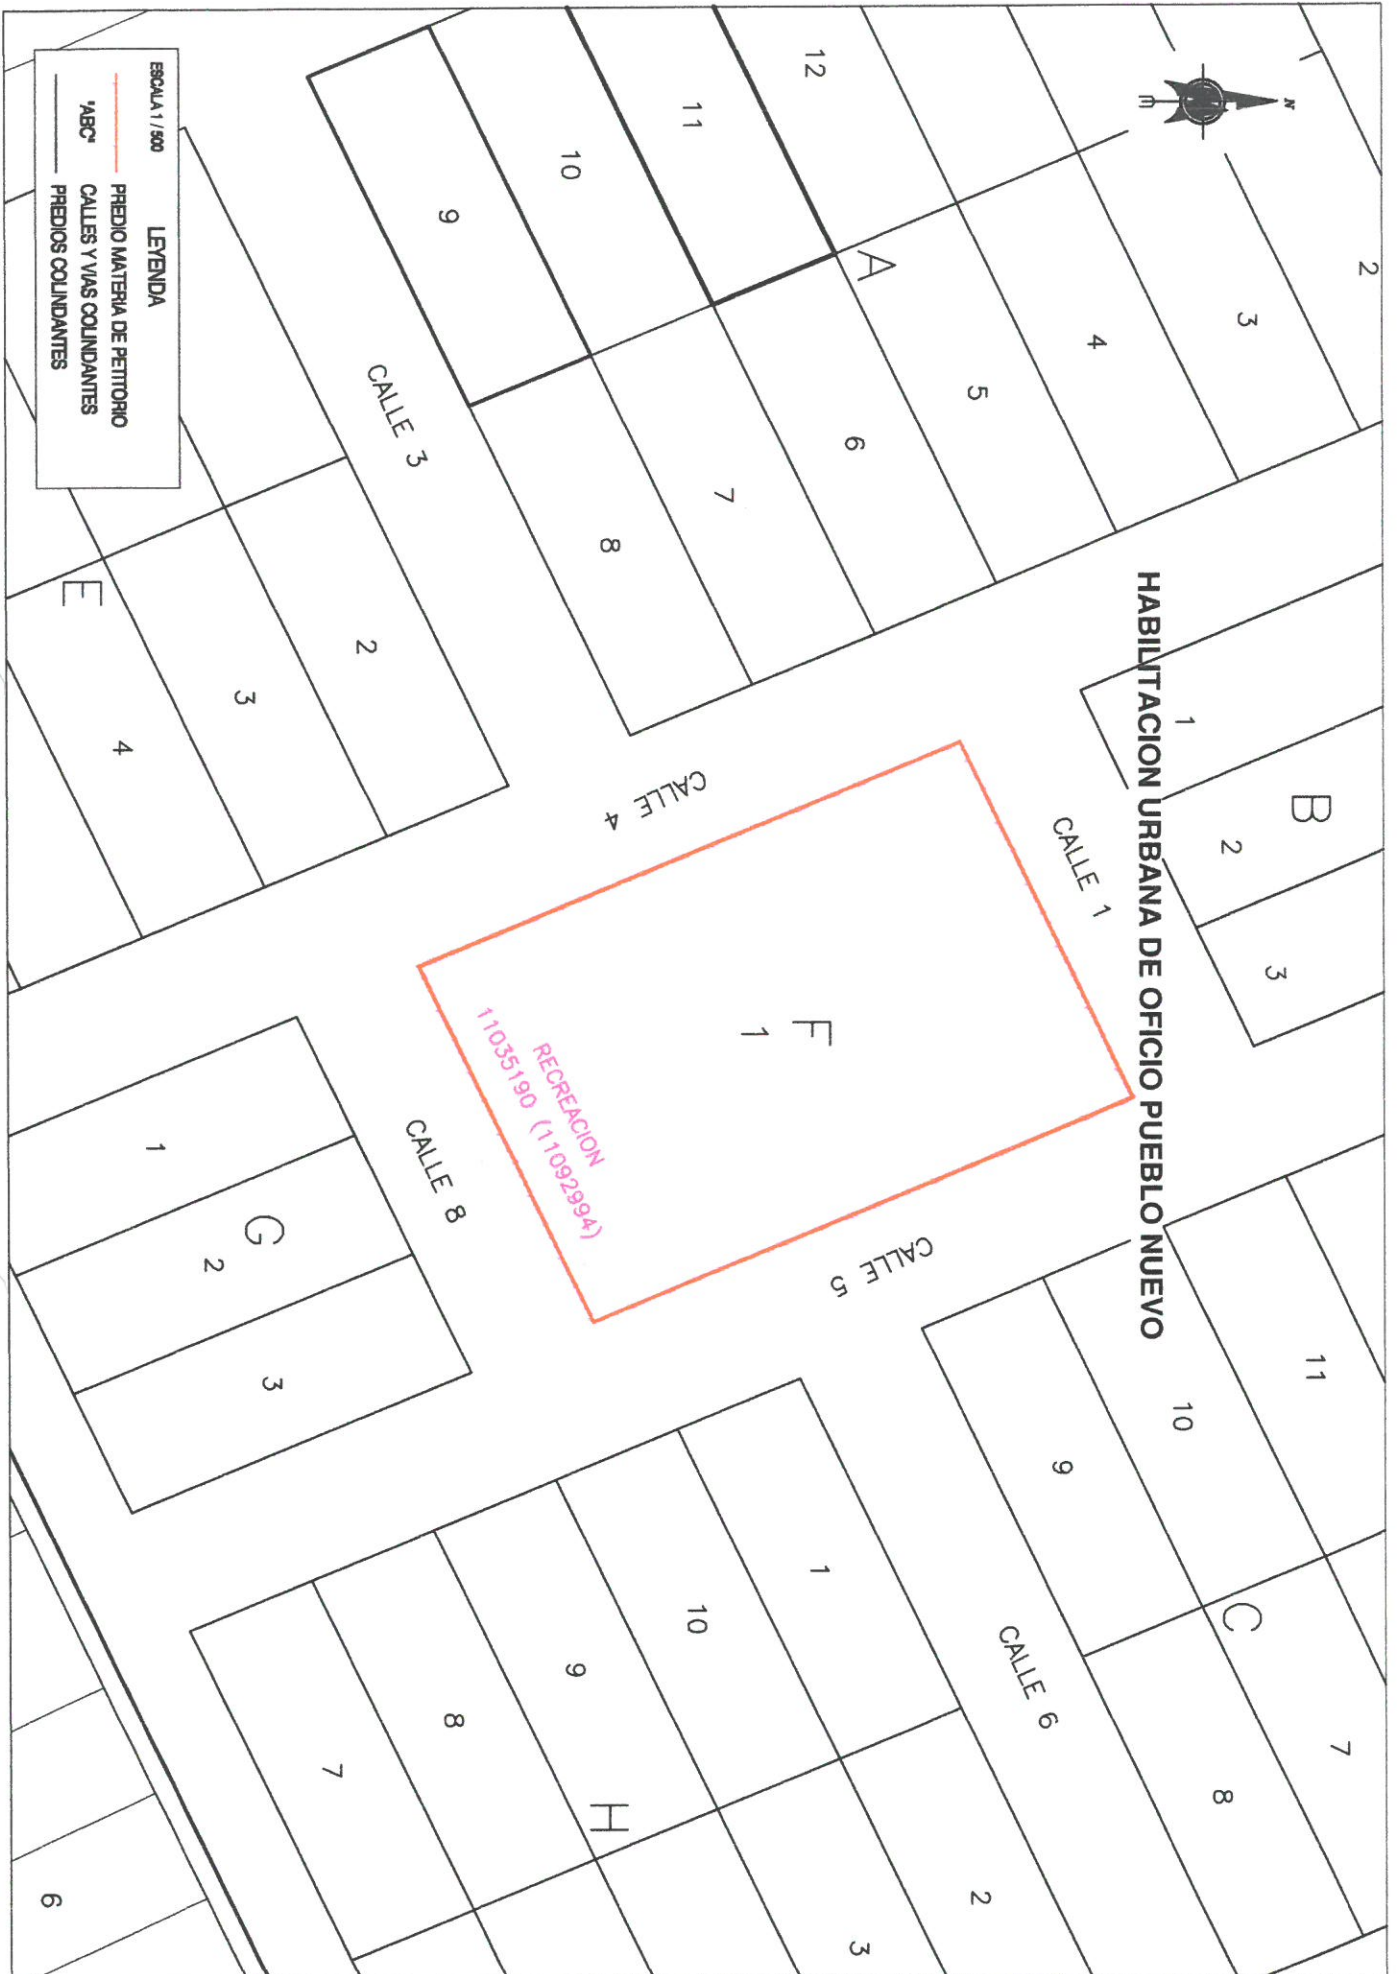 HABILITACION URBANA DE OFICIO PUEBLO NUEVO
N
2
3
4
5
6
7
8
9
10
11
12
A
B
1
2
3
CALLE 1
11
10
9
C
7
8
CALLE 6
CALLE 5
F
1
RECREACION
11035190 (11092994)
CALLE 4
CALLE 3
CALLE 8
1
2
3
10
9
8
7
H
G
1
2
3
2
3
4
E
6
ESCALA 1 / 500
LEYENDA
PREDIO MATERIA DE PETITORIO
"ABC" CALLES Y VIAS COLINDANTES
PREDIOS COLINDANTES